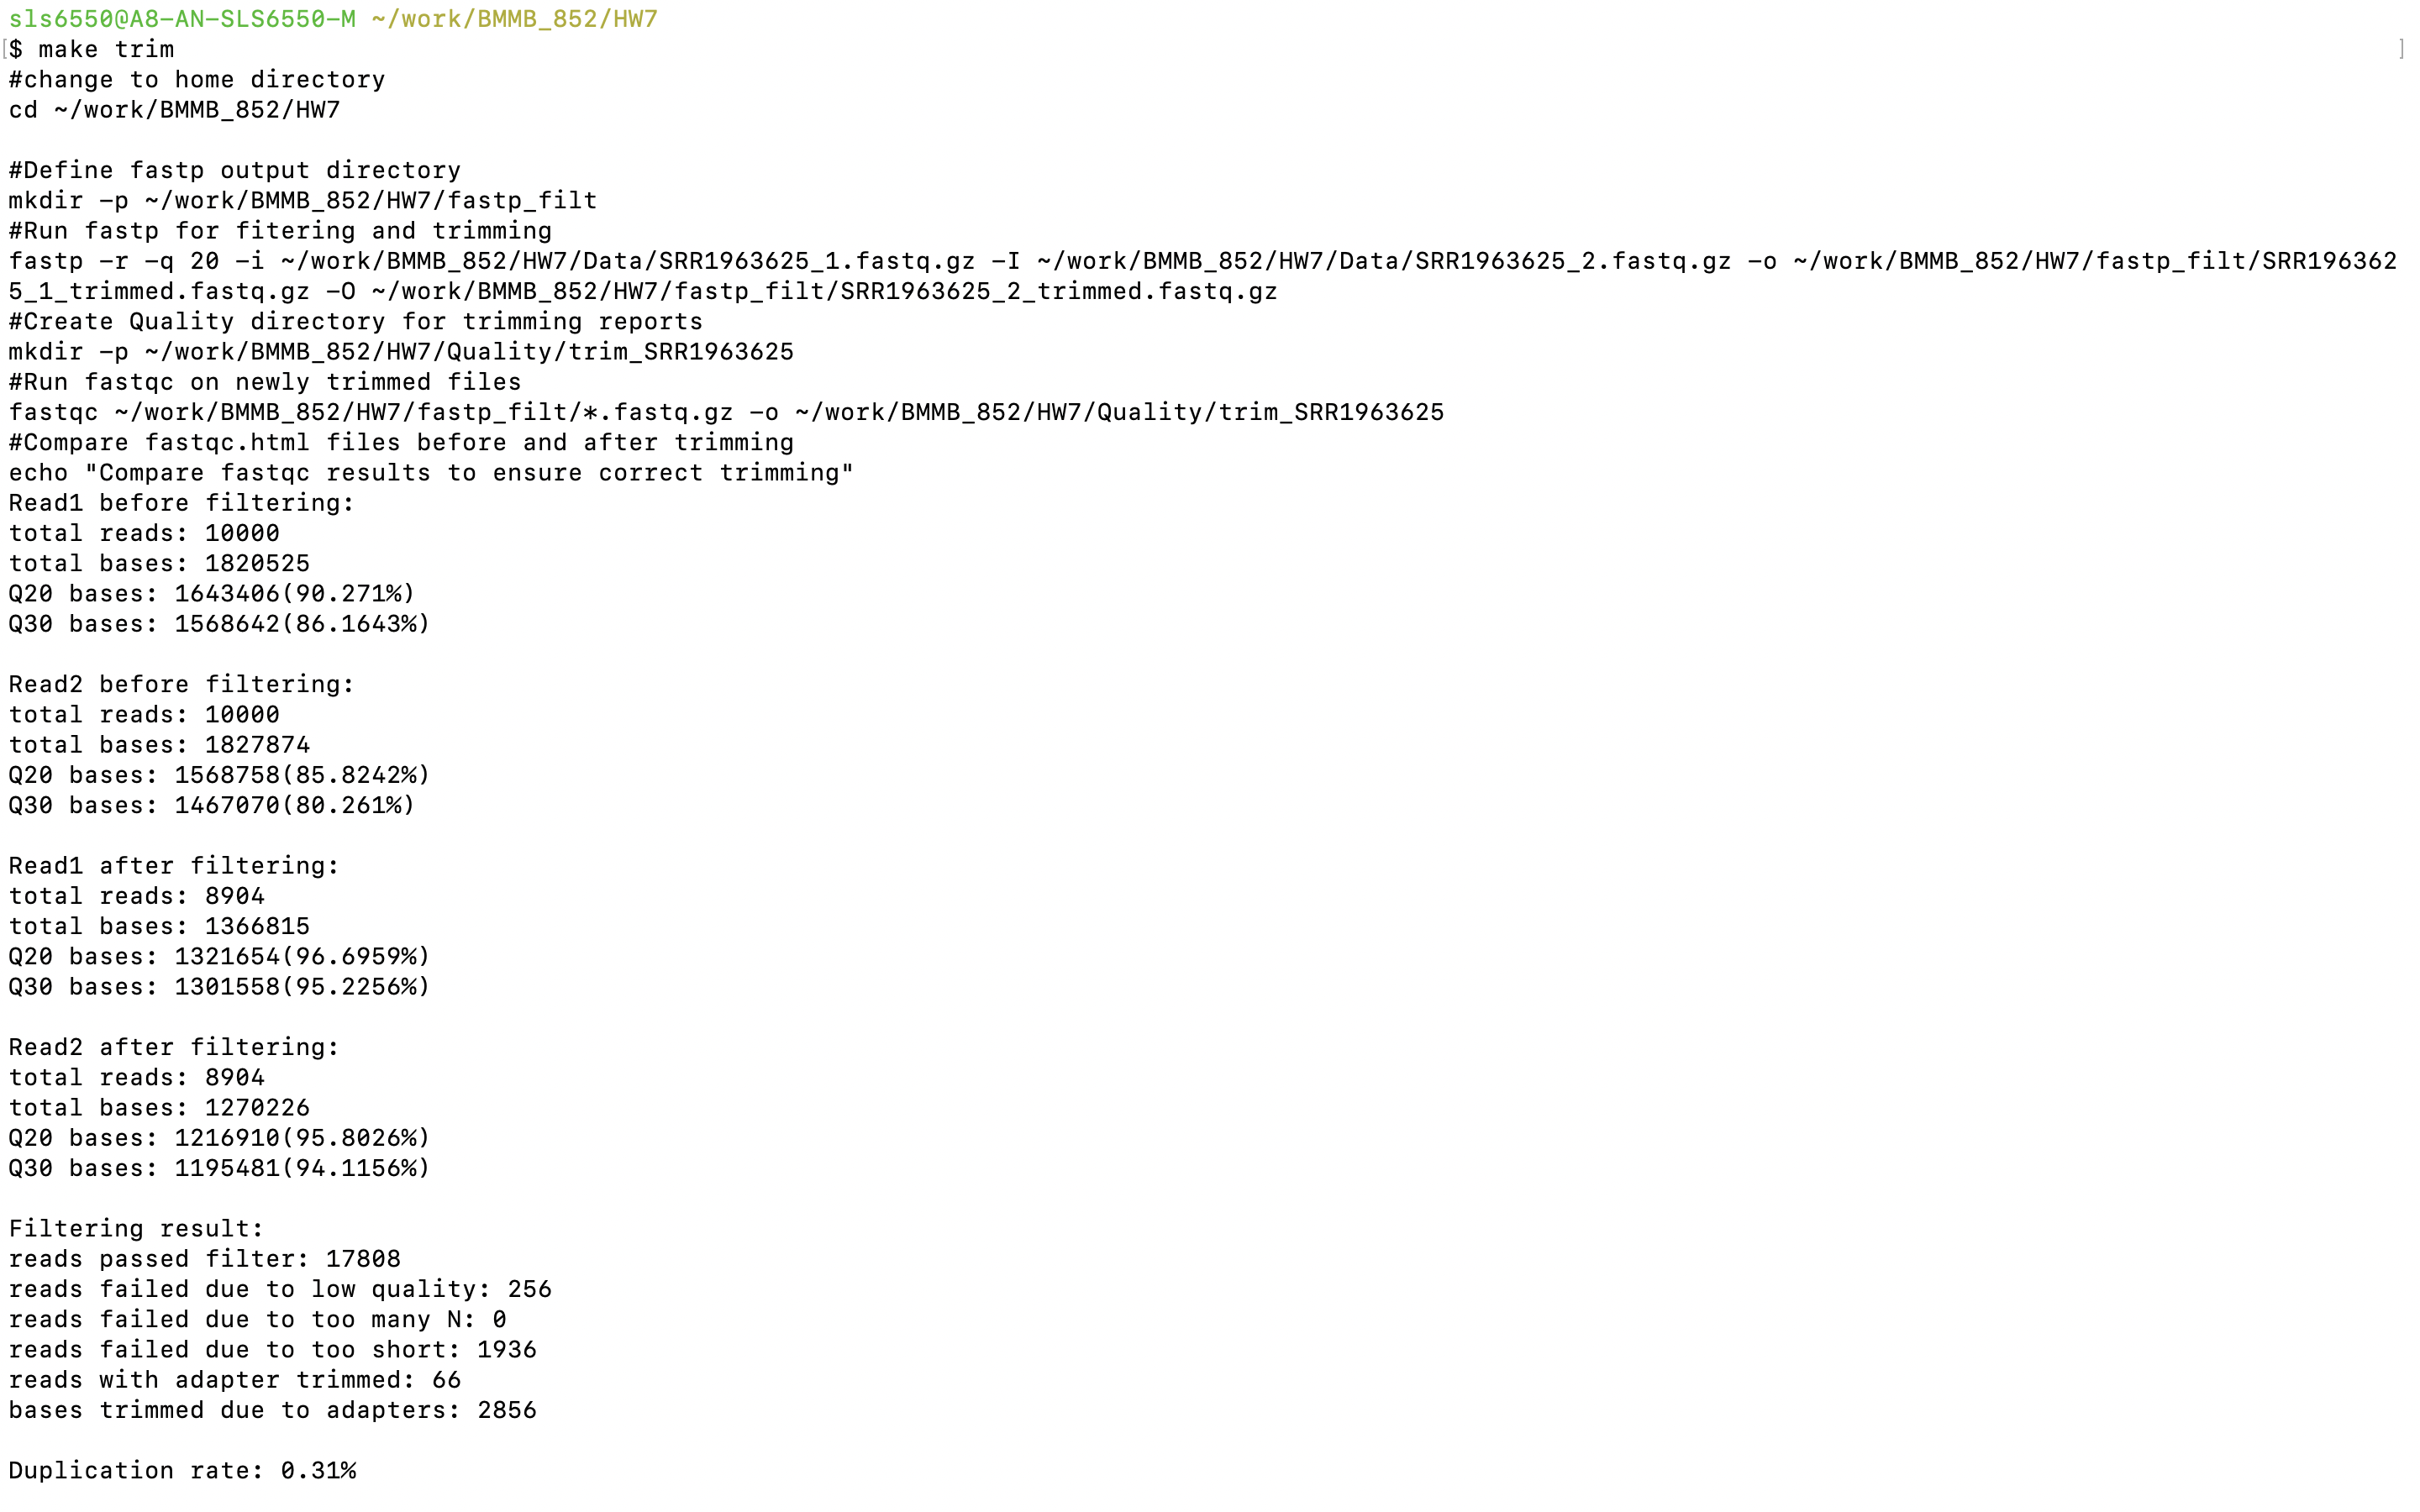 sls6550@A8-AN-SLS6550-M ~/work/BMMB_852/HW7
[$ make trim ]
#change to home directory
cd ~/work/BMMB_852/HW7
#Define fastp output directory
mkdir -p ~/work/BMMB_852/HW7/fastp_filt
#Run fastp for fitering and trimming
fastp -r -q 20 -i ~/work/BMMB_852/HW7/Data/SRR1963625_1.fastq.gz -I ~/work/BMMB_852/HW7/Data/SRR1963625_2.fastq.gz -o ~/work/BMMB_852/HW7/fastp_filt/SRR196362
5_1_trimmed.fastq.gz -O ~/work/BMMB_852/HW7/fastp_filt/SRR1963625_2_trimmed.fastq.gz
#Create Quality directory for trimming reports
mkdir -p ~/work/BMMB_852/HW7/Quality/trim_SRR1963625
#Run fastqc on newly trimmed files
fastqc ~/work/BMMB_852/HW7/fastp_filt/*.fastq.gz -o ~/work/BMMB_852/HW7/Quality/trim_SRR1963625
#Compare fastqc.html files before and after trimming
echo "Compare fastqc results to ensure correct trimming"
Read1 before filtering:
total reads: 10000
total bases: 1820525
Q20 bases: 1643406(90.271%)
Q30 bases: 1568642(86.1643%)
Read2 before filtering:
total reads: 10000
total bases: 1827874
Q20 bases: 1568758(85.8242%)
Q30 bases: 1467070(80.261%)
Read1 after filtering:
total reads: 8904
total bases: 1366815
Q20 bases: 1321654(96.6959%)
Q30 bases: 1301558(95.2256%)
Read2 after filtering:
total reads: 8904
total bases: 1270226
Q20 bases: 1216910(95.8026%)
Q30 bases: 1195481(94.1156%)
Filtering result:
reads passed filter: 17808
reads failed due to low quality: 256
reads failed due to too many N: 0
reads failed due to too short: 1936
reads with adapter trimmed: 66
bases trimmed due to adapters: 2856
Duplication rate: 0.31%